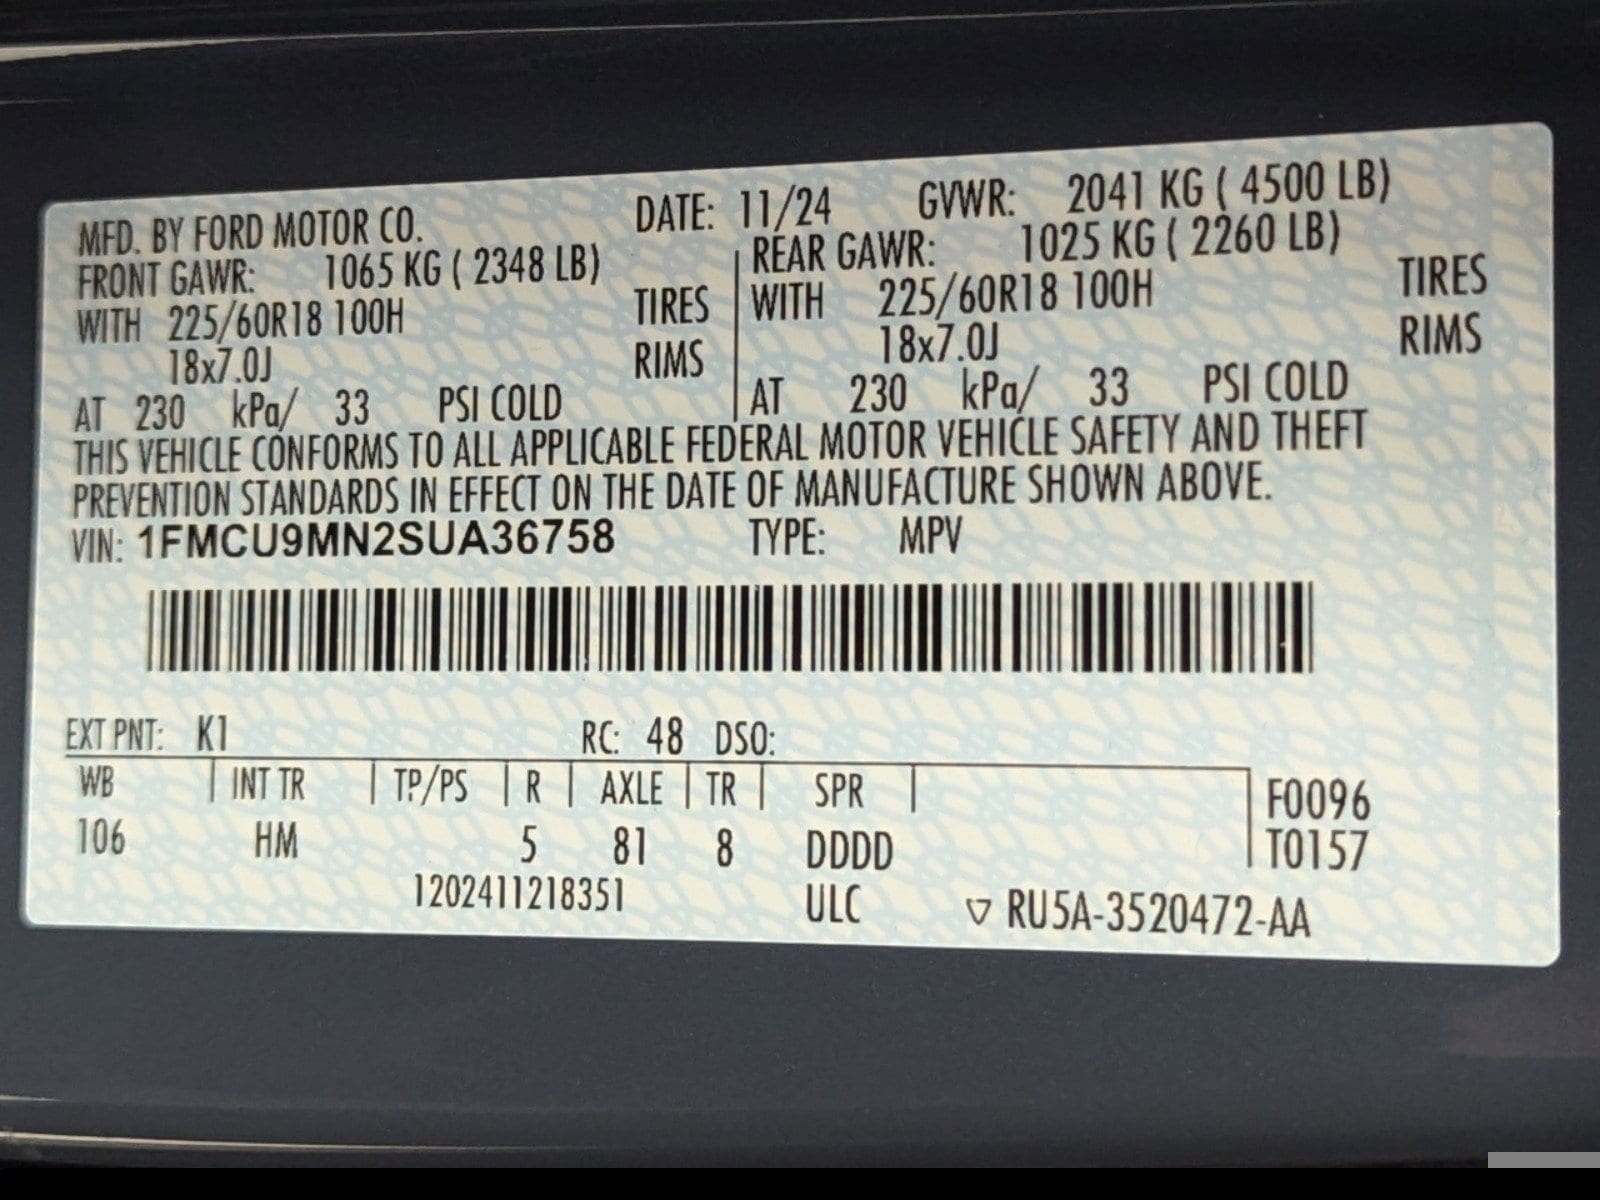 MFD. BY FORD MOTOR CO. DATE: 11/24 GVWR: 2041 KG ( 4500 LB)
FRONT GAWR: 1065 KG ( 2348 LB) REAR GAWR: 1025 KG ( 2260 LB)
WITH 225/60R18 100H TIRES WITH 225/60R18 100H TIRES
18x7.0J RIMS 18x7.0J RIMS
AT 230 kPa/ 33 PSI COLD AT 230 kPa/ 33 PSI COLD
THIS VEHICLE CONFORMS TO ALL APPLICABLE FEDERAL MOTOR VEHICLE SAFETY AND THEFT
PREVENTION STANDARDS IN EFFECT ON THE DATE OF MANUFACTURE SHOWN ABOVE.
VIN: 1FMCU9MN2SUA36758 TYPE: MPV
EXT PNT: K1 RC: 48 DSO:
WB INT TR TP/PS R AXLE TR SPR F0096
106 HM 5 81 8 DDDD T0157
1202411218351 ULC ▽ RU5A-3520472-AA